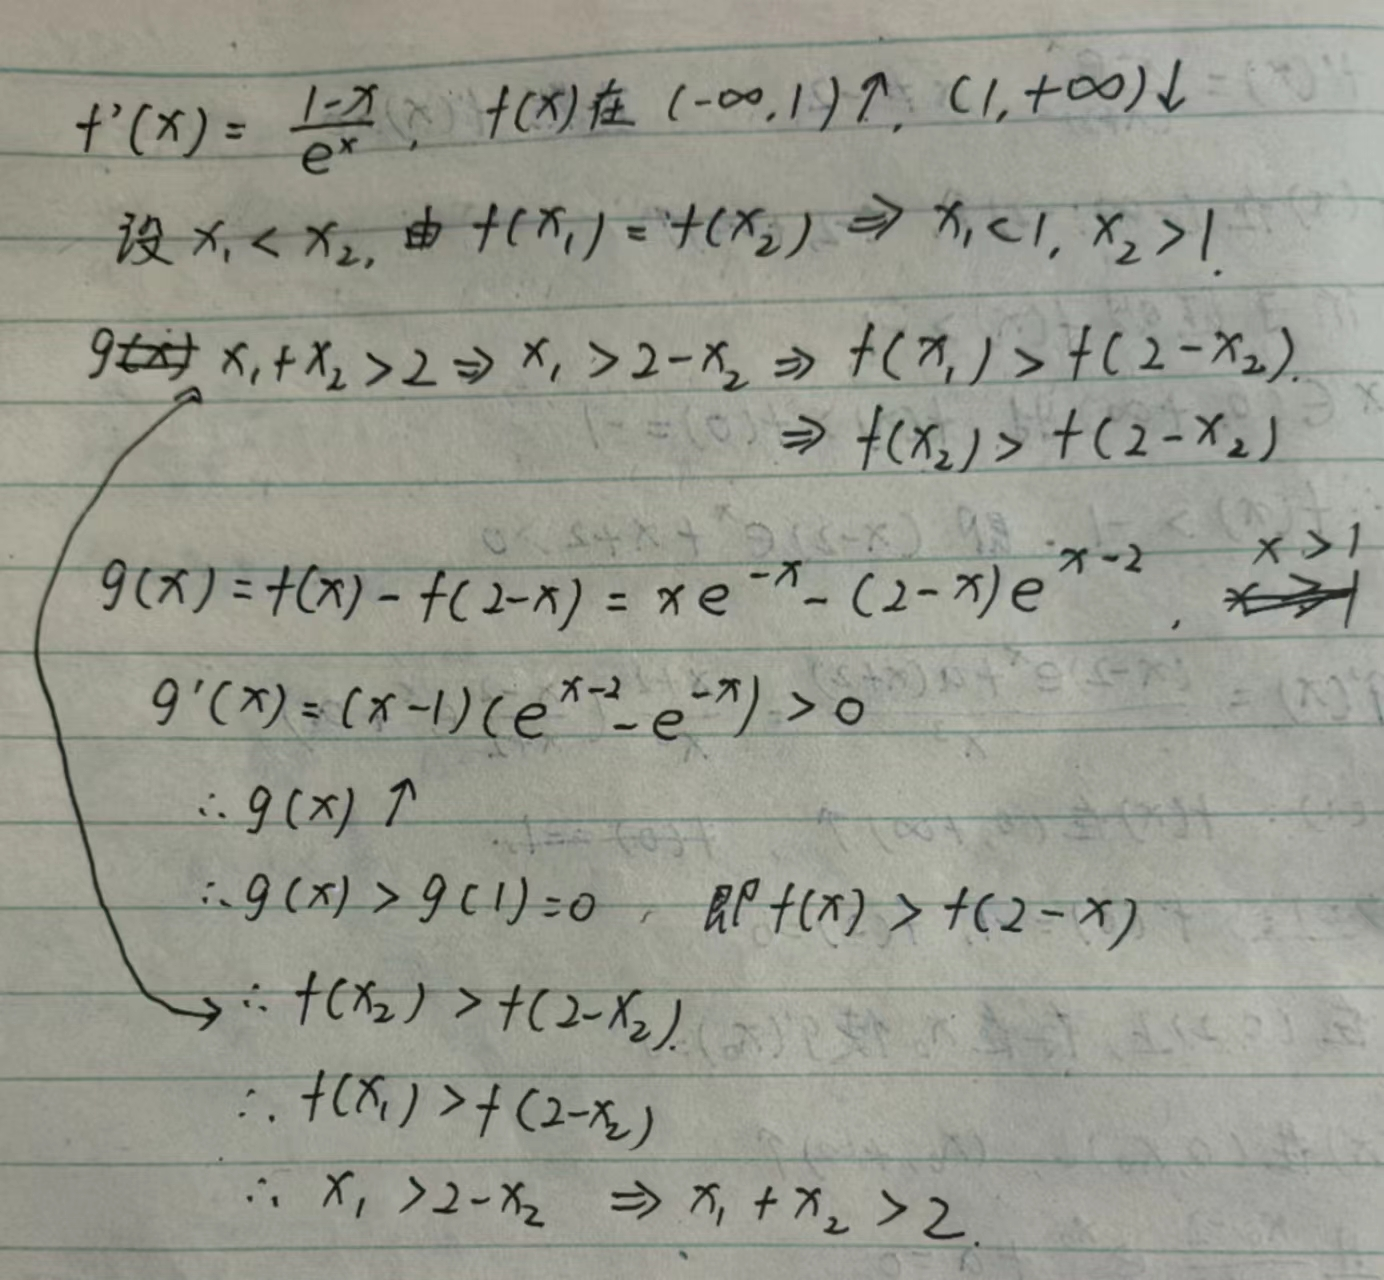 f'(x) = (1-x)/e^x, f(x)在 (-∞,1)↑, (1,+∞)↓
设 x₁ < x₂, 由 f(x₁) = f(x₂) ⇒ x₁<1, x₂>1.
g(x) x₁+x₂>2 ⇒ x₁>2-x₂ ⇒ f(x₁) > f(2-x₂).
⇒ f(x₂) > f(2-x₂)
g(x) = f(x) - f(2-x) = xe^{-x} - (2-x)e^{x-2}, x>1
g'(x) = (x-1)(e^{x-2} - e^{-x}) > 0
∴ g(x) ↑
∴ g(x) > g(1)=0, 即 f(x) > f(2-x)
∴ f(x₂) > f(2-x₂).
∴ f(x₁) > f(2-x₂)
∴ x₁ > 2-x₂ ⇒ x₁ + x₂ > 2.